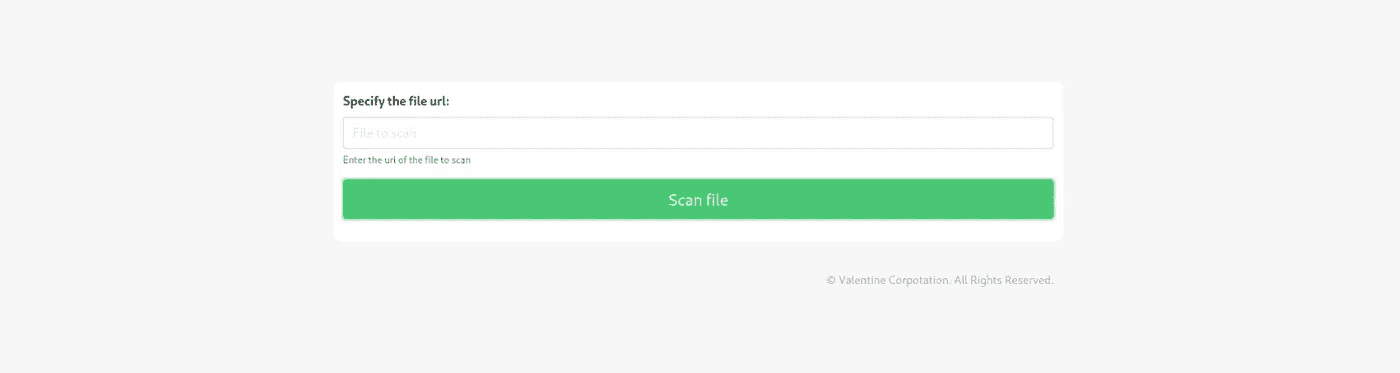 Specify the file url:
File to scan
Enter the url of the file to scan
Scan file
© Valentine Corpotation. All Rights Reserved.